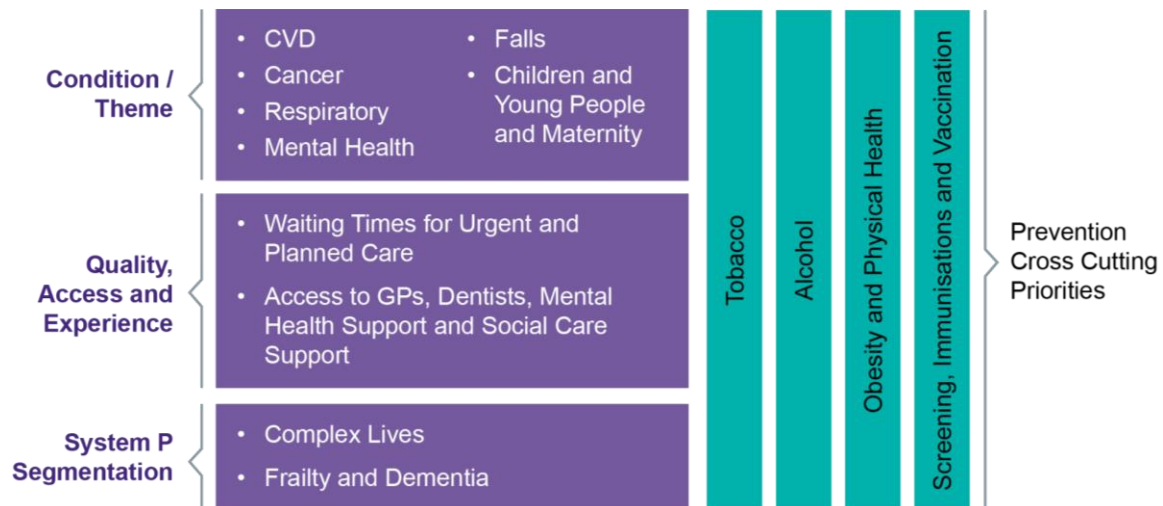 Condition /
Theme
• CVD
• Cancer
• Respiratory
• Mental Health
• Falls
• Children and
Young People
and Maternity
Quality,
Access and
Experience
• Waiting Times for Urgent and
Planned Care
• Access to GPs, Dentists, Mental
Health Support and Social Care
Support
System P
Segmentation
• Complex Lives
• Frailty and Dementia
Tobacco
Alcohol
Obesity and Physical Health
Screening, Immunisations and Vaccination
Prevention
Cross Cutting
Priorities